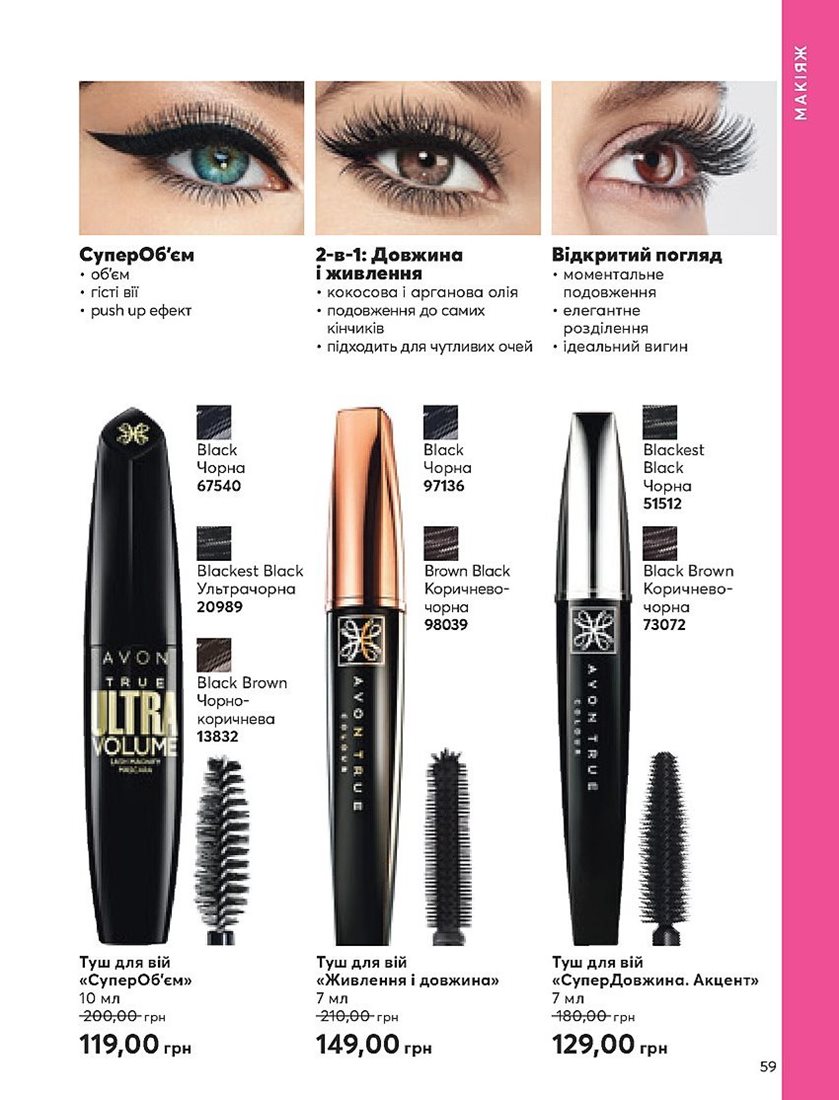 МАКІЯЖ
СуперОб'єм
• об'єм
• гісті вії
• push up ефект
2-в-1: Довжина
і живлення
• кокосова і арганова олія
• подовження до самих
кінчиків
• підходить для чутливих очей
Відкритий погляд
• моментальне
подовження
• елегантне
розділення
• ідеальний вигин
Black
Чорна
67540
Blackest Black
Ультрачорна
20989
Black Brown
Чорно-
коричнева
13832
AVON
TRUE
ULTRA
VOLUME
LASH MAGNIFY
MASCARA
Black
Чорна
97136
Brown Black
Коричнево-
чорна
98039
AVON TRUE
COLOUR
Blackest
Black
Чорна
51512
Black Brown
Коричнево-
чорна
73072
AVON TRUE
COLOUR
Туш для вій
«СуперОб'єм»
10 мл
200,00 грн
119,00 грн
Туш для вій
«Живлення і довжина»
7 мл
210,00 грн
149,00 грн
Туш для вій
«СуперДовжина. Акцент»
7 мл
180,00 грн
129,00 грн
59